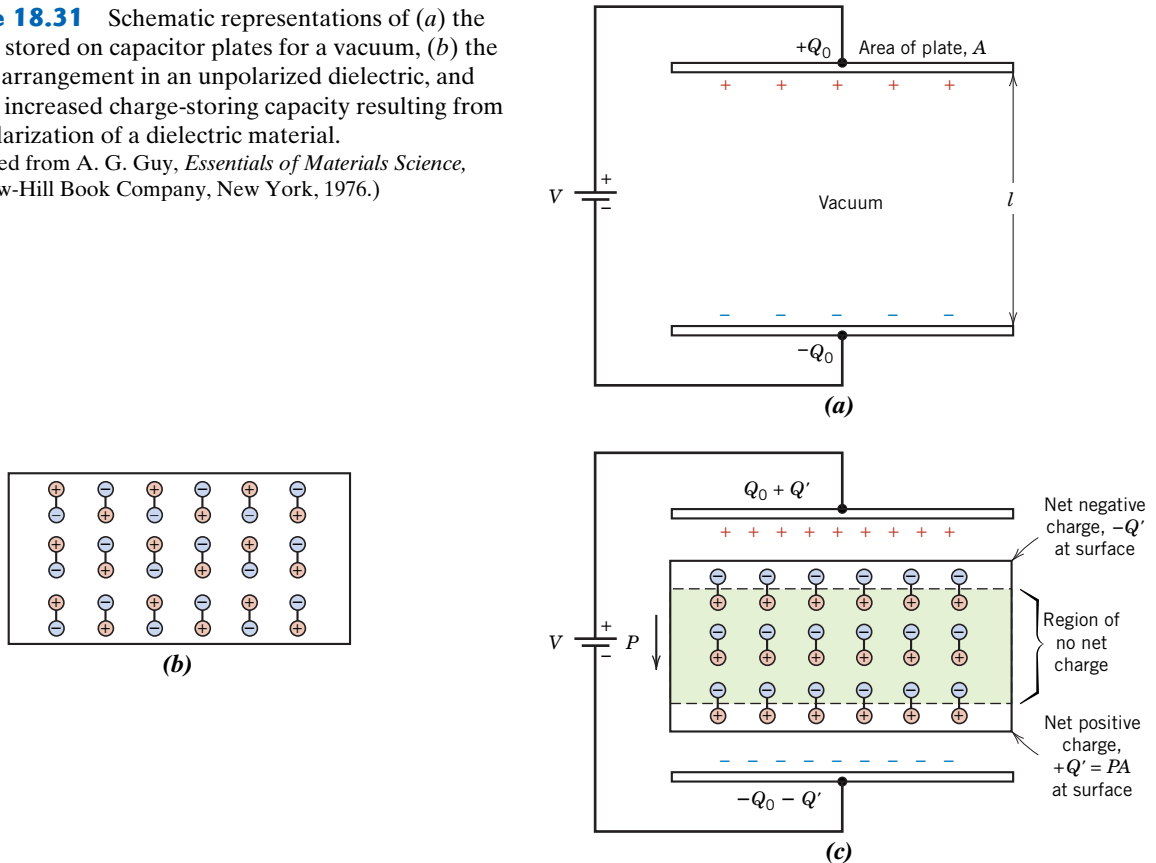 18.31 Schematic representations of (a) the
stored on capacitor plates for a vacuum, (b) the
arrangement in an unpolarized dielectric, and
increased charge-storing capacity resulting from
of a dielectric material.
from A. G. Guy, Essentials of Materials Science,
Book Company, New York, 1976.)
+Q₀ Area of plate, A
+ + + + +
V
+
−
Vacuum
l
− − − − −
−Q₀
(a)
+ − + − + −
− + − + − +
+ − + − + −
− + − + − +
+ − + − + −
− + − + − +
(b)
Q₀ + Q′
+ + + + + + + + +
Net negative
charge, −Q′
at surface
− − − − − −
+ + + + + +
− − − − − −
+ + + + + +
− − − − − −
+ + + + + +
V
+
−
P
Region of
no net
charge
Net positive
charge,
+Q′ = PA
at surface
− − − − − − − − −
−Q₀ − Q′
(c)